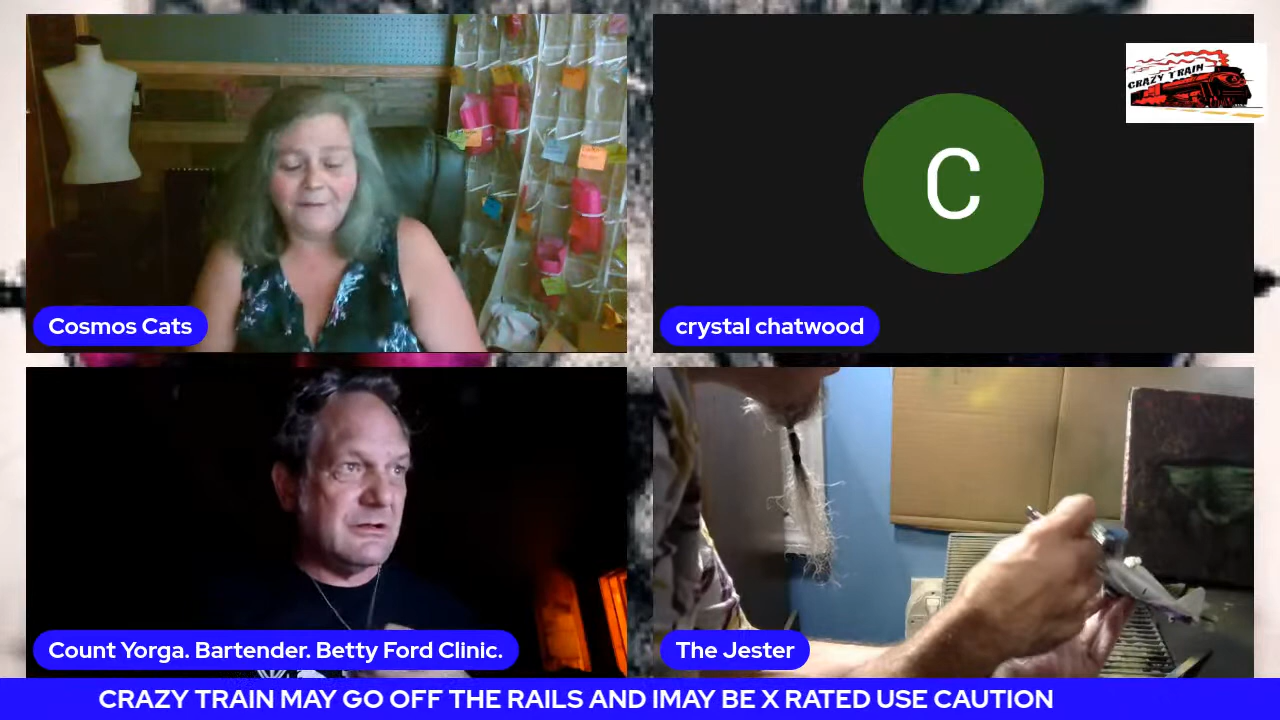 CRAZY TRAIN
C
Cosmos Cats
crystal chatwood
Count Yorga. Bartender. Betty Ford Clinic.
The Jester
CRAZY TRAIN MAY GO OFF THE RAILS AND IMAY BE X RATED USE CAUTION